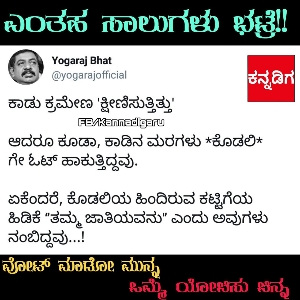 ಎಂತಹ ಸಾಲುಗಳು ಭಟ್ರೆ!!
Yogaraj Bhat
@yogarajofficial
ಕನ್ನಡಿಗ
ಕಾಡು ಕ್ರಮೇಣ 'ಕ್ಷೀಣಿಸುತ್ತಿತ್ತು'
FB/Kannadigaru
ಆದರೂ ಕೂಡಾ, ಕಾಡಿನ ಮರಗಳು *ಕೊಡಲಿ*
ಗೇ ಓಟ್ ಹಾಕುತ್ತಿದ್ದವು.
ಏಕೆಂದರೆ, ಕೊಡಲಿಯ ಹಿಂದಿರುವ ಕಟ್ಟಿಗೆಯ
ಹಿಡಿಕೆ "ತಮ್ಮ ಜಾತಿಯವನು" ಎಂದು ಅವುಗಳು
ನಂಬಿದ್ದವು...!
ವೋಟ್ ಮಾಡೋ ಮುನ್ನ
ಒಮ್ಮೆ ಯೋಚಿಸು ಚಿನ್ನ